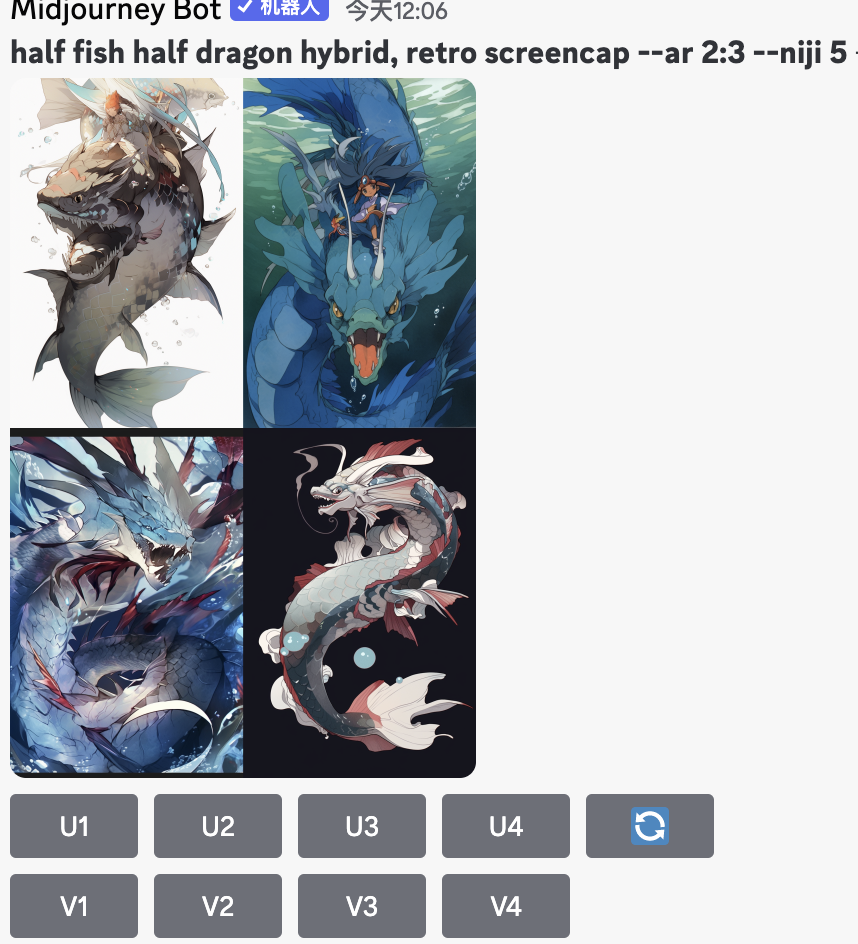 Midjourney Bot ✓ 机器人 今天12:06
half fish half dragon hybrid, retro screencap --ar 2:3 --niji 5
U1 U2 U3 U4
V1 V2 V3 V4